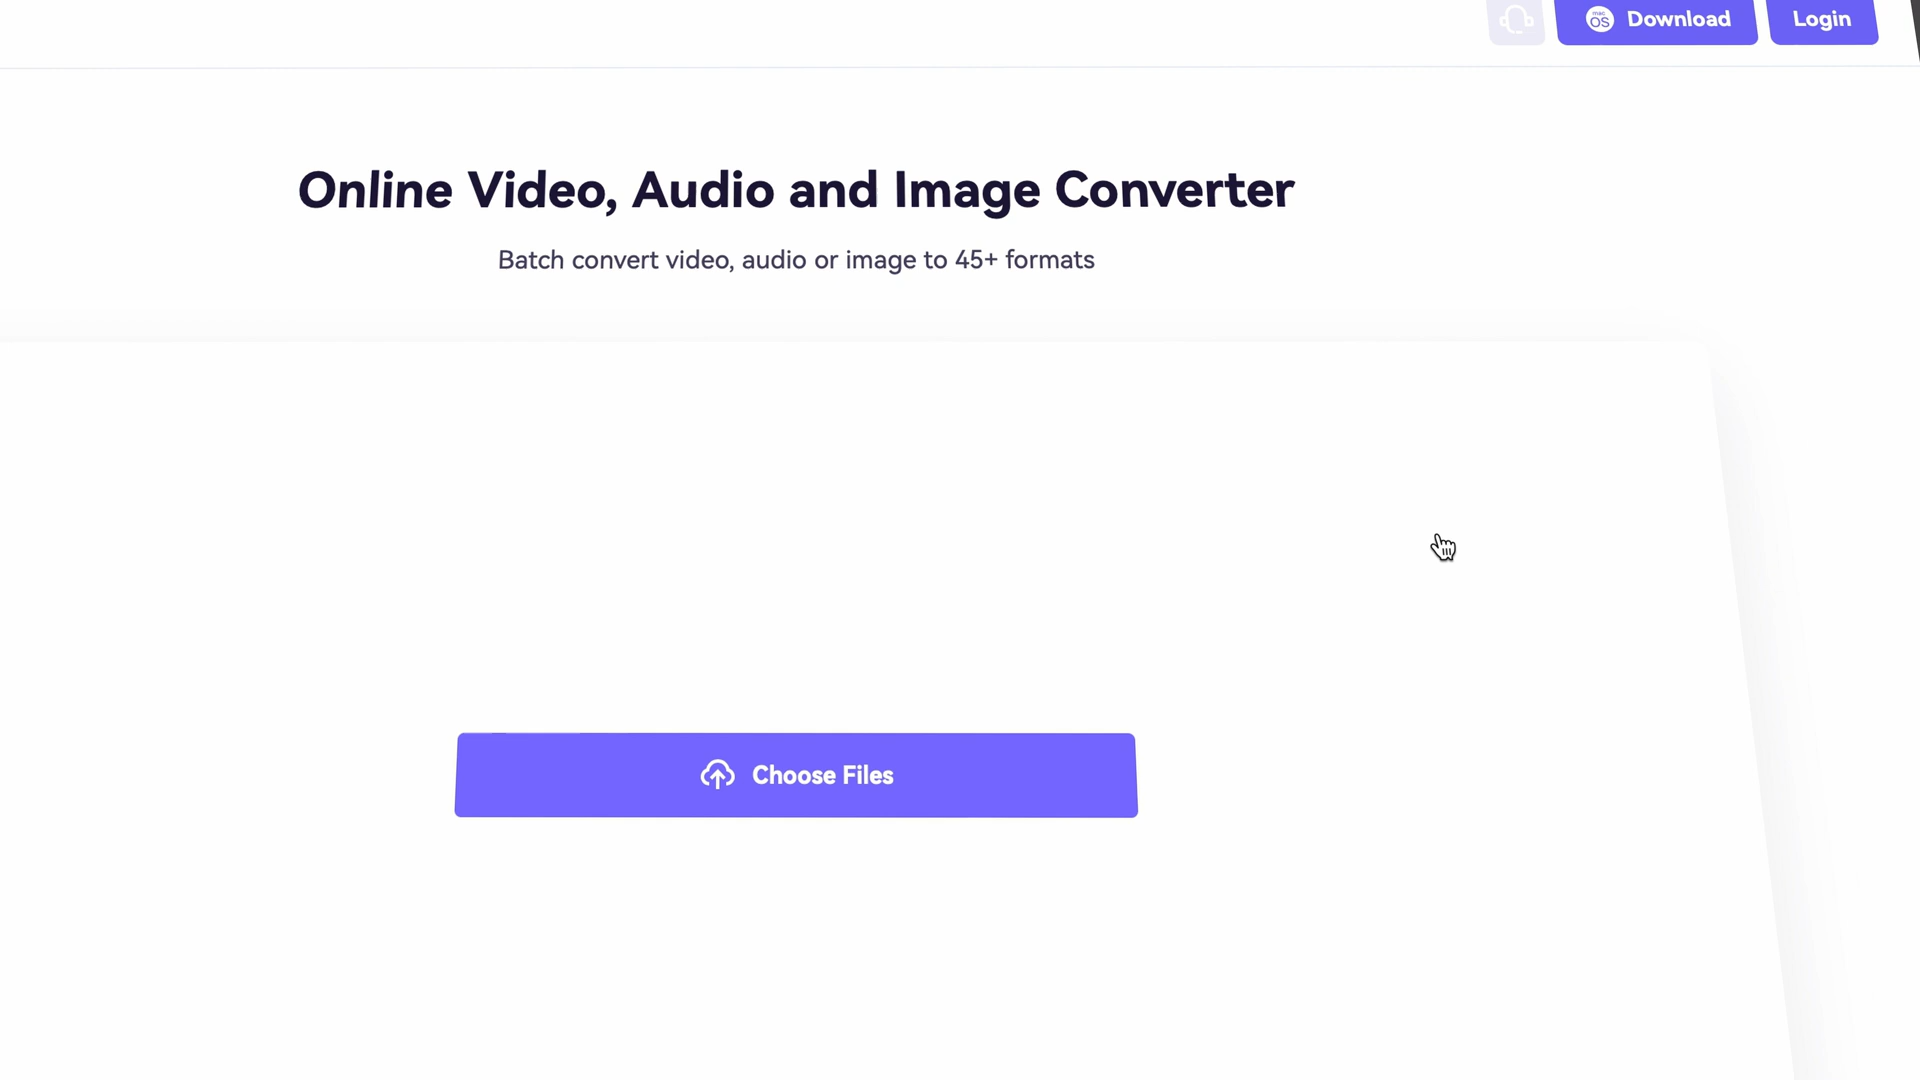 macOS Download Login
Online Video, Audio and Image Converter
Batch convert video, audio or image to 45+ formats
Choose Files